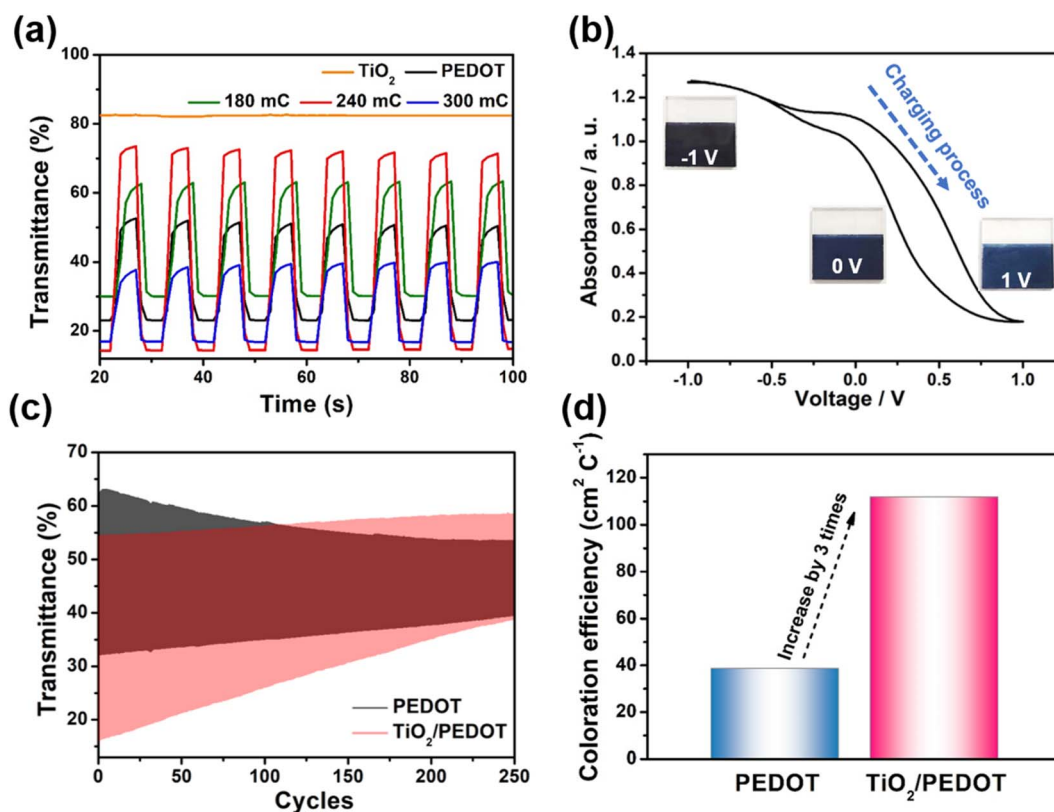 (a)
100
80
60
40
20
Transmittance (%)
TiO₂ PEDOT
180 mC 240 mC 300 mC
20 40 60 80 100
Time (s)
(b)
1.4
1.2
1.0
0.8
0.6
0.4
0.2
0.0
Absorbance / a. u.
Charging process
-1 V
0 V
1 V
-1.0 -0.5 0.0 0.5 1.0
Voltage / V
(c)
70
60
50
40
30
20
Transmittance (%)
PEDOT
TiO₂/PEDOT
0 50 100 150 200 250
Cycles
(d)
120
100
80
60
40
20
0
Coloration efficiency (cm² C⁻¹)
Increase by 3 times
PEDOT TiO₂/PEDOT